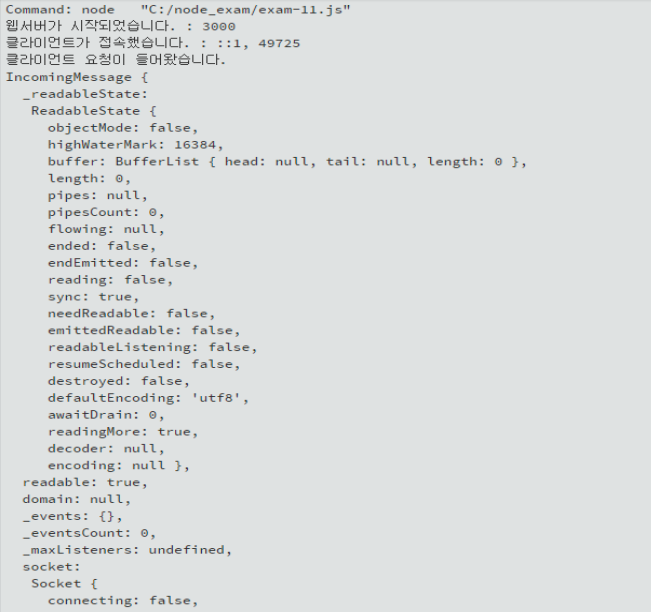 Command: node   "C:/node_exam/exam-11.js"
웹서버가 시작되었습니다. : 3000
클라이언트가 접속했습니다. : ::1, 49725
클라이언트 요청이 들어왔습니다.
IncomingMessage {
  _readableState:
   ReadableState {
     objectMode: false,
     highWaterMark: 16384,
     buffer: BufferList { head: null, tail: null, length: 0 },
     length: 0,
     pipes: null,
     pipesCount: 0,
     flowing: null,
     ended: false,
     endEmitted: false,
     reading: false,
     sync: true,
     needReadable: false,
     emittedReadable: false,
     readableListening: false,
     resumeScheduled: false,
     destroyed: false,
     defaultEncoding: 'utf8',
     awaitDrain: 0,
     readingMore: true,
     decoder: null,
     encoding: null },
  readable: true,
  domain: null,
  _events: {},
  _eventsCount: 0,
  _maxListeners: undefined,
  socket:
   Socket {
     connecting: false,